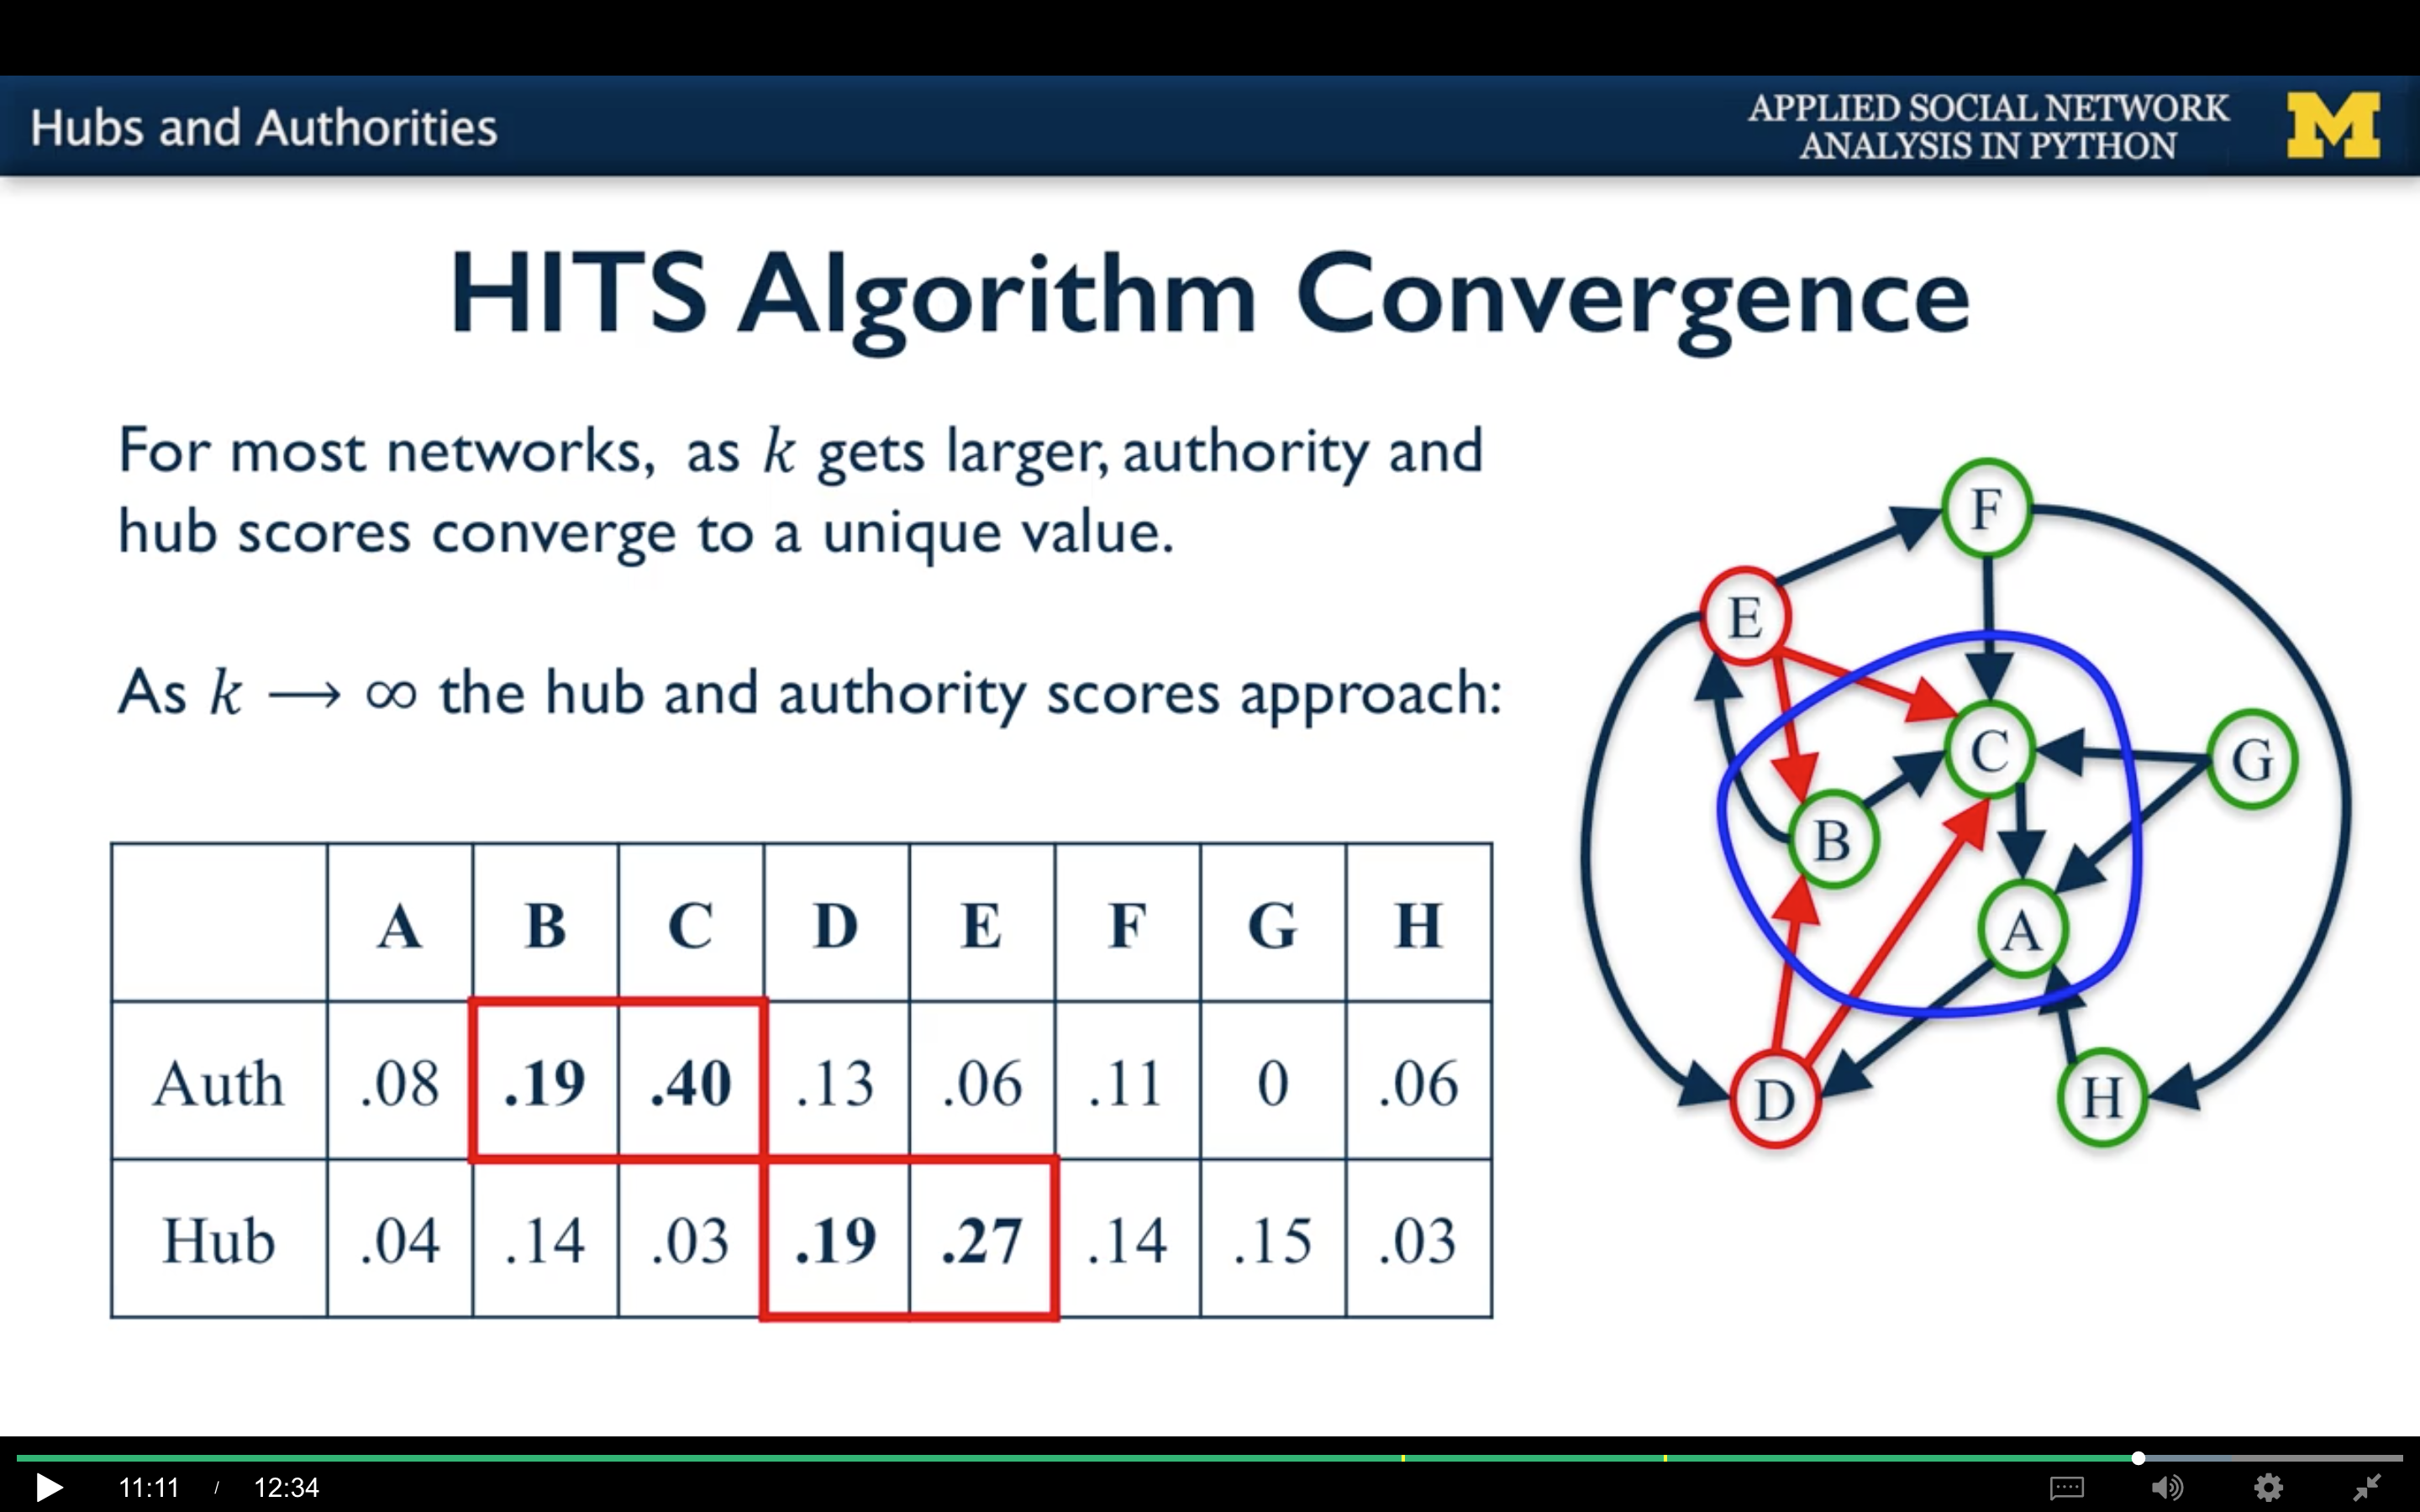 Hubs and Authorities
APPLIED SOCIAL NETWORK
ANALYSIS IN PYTHON
M
HITS Algorithm Convergence
For most networks, as k gets larger, authority and
hub scores converge to a unique value.
As k ⟶ ∞ the hub and authority scores approach:
A B C D E F G H
Auth .08 .19 .40 .13 .06 .11 0 .06
Hub .04 .14 .03 .19 .27 .14 .15 .03
F
E
C
G
B
A
D
H
11:11 / 12:34